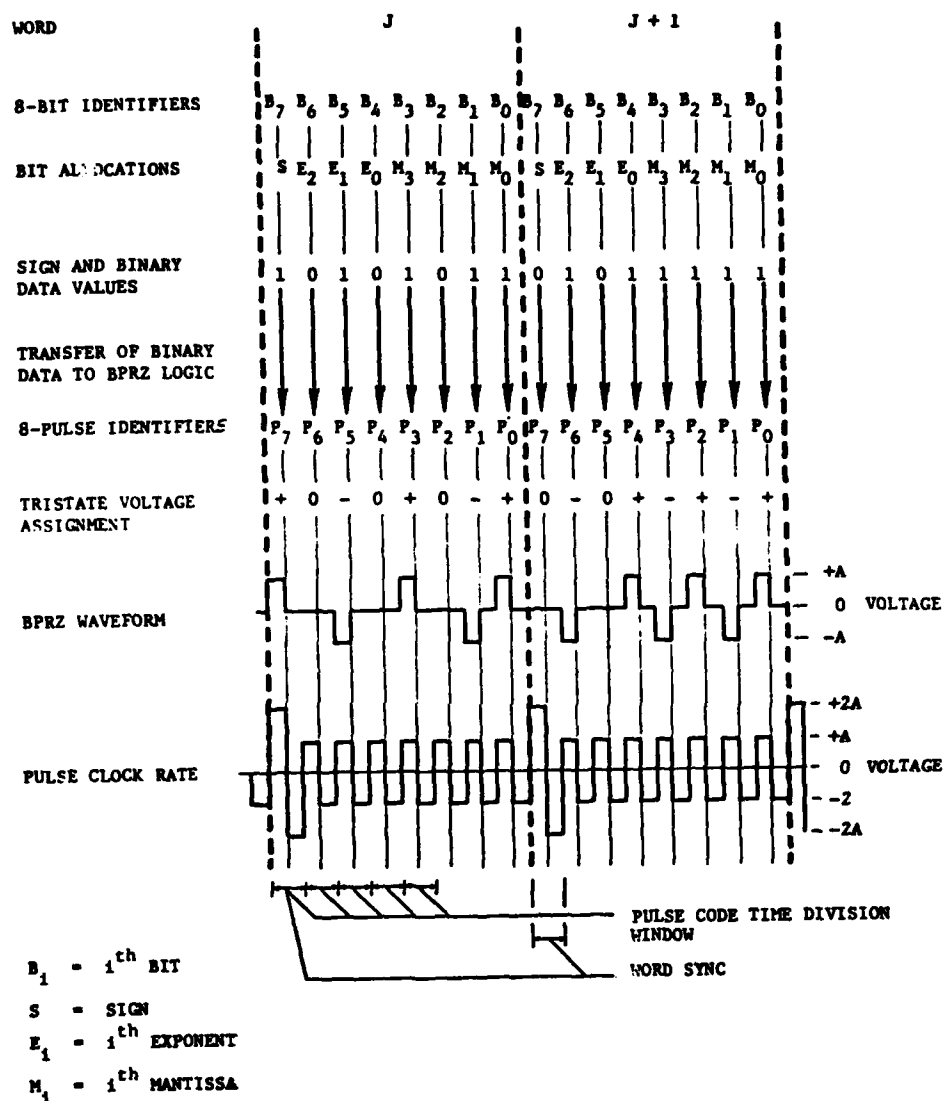 WORD J J + 1
8-BIT IDENTIFIERS B7 B6 B5 B4 B3 B2 B1 B0 B7 B6 B5 B4 B3 B2 B1 B0
BIT ALLOCATIONS S E2 E1 E0 M3 M2 M1 M0 S E2 E1 E0 M3 M2 M1 M0
SIGN AND BINARY
DATA VALUES 1 0 1 0 1 0 1 1 0 1 0 1 1 1 1 1
TRANSFER OF BINARY
DATA TO BPRZ LOGIC
8-PULSE IDENTIFIERS P7 P6 P5 P4 P3 P2 P1 P0 P7 P6 P5 P4 P3 P2 P1 P0
TRISTATE VOLTAGE
ASSIGNMENT + 0 - 0 + 0 - + 0 - 0 + - + - +
+A
BPRZ WAVEFORM 0 VOLTAGE
-A
+2A
+A
PULSE CLOCK RATE 0 VOLTAGE
-2
-2A
PULSE CODE TIME DIVISION
WINDOW
WORD SYNC
Bi = ith BIT
S = SIGN
Ei = ith EXPONENT
Mi = ith MANTISSA